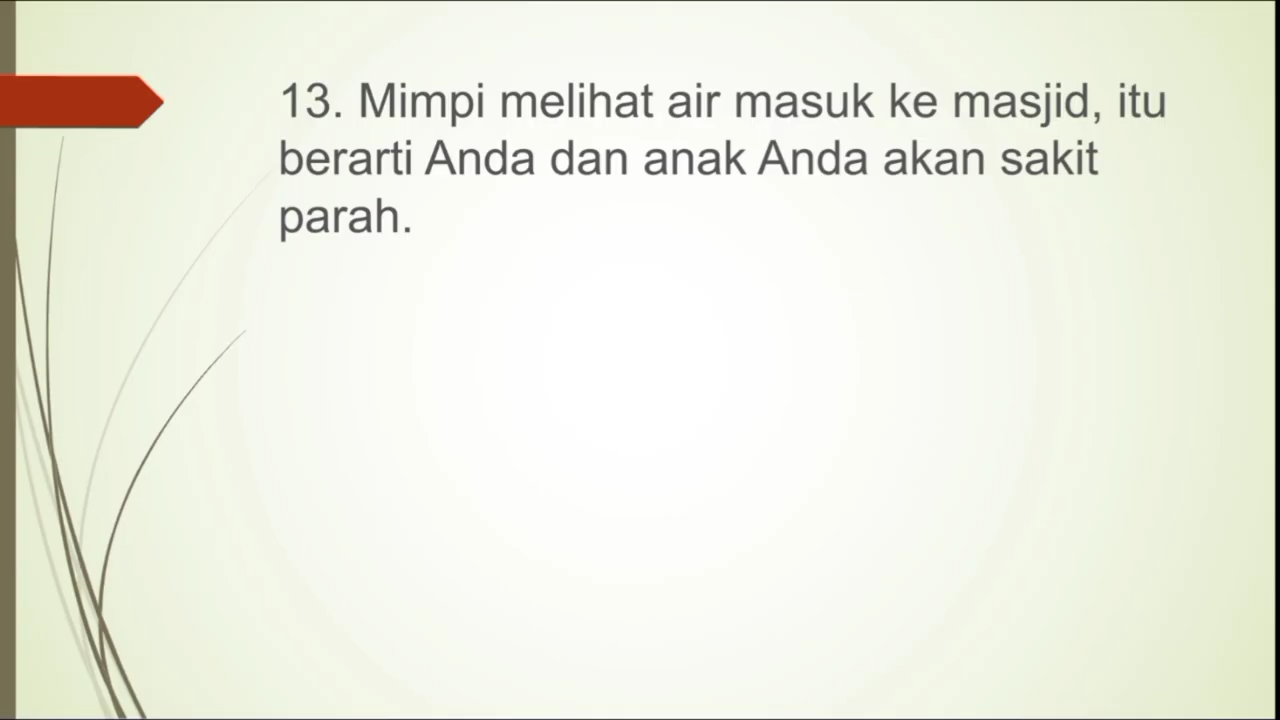 13. Mimpi melihat air masuk ke masjid, itu
berarti Anda dan anak Anda akan sakit
parah.